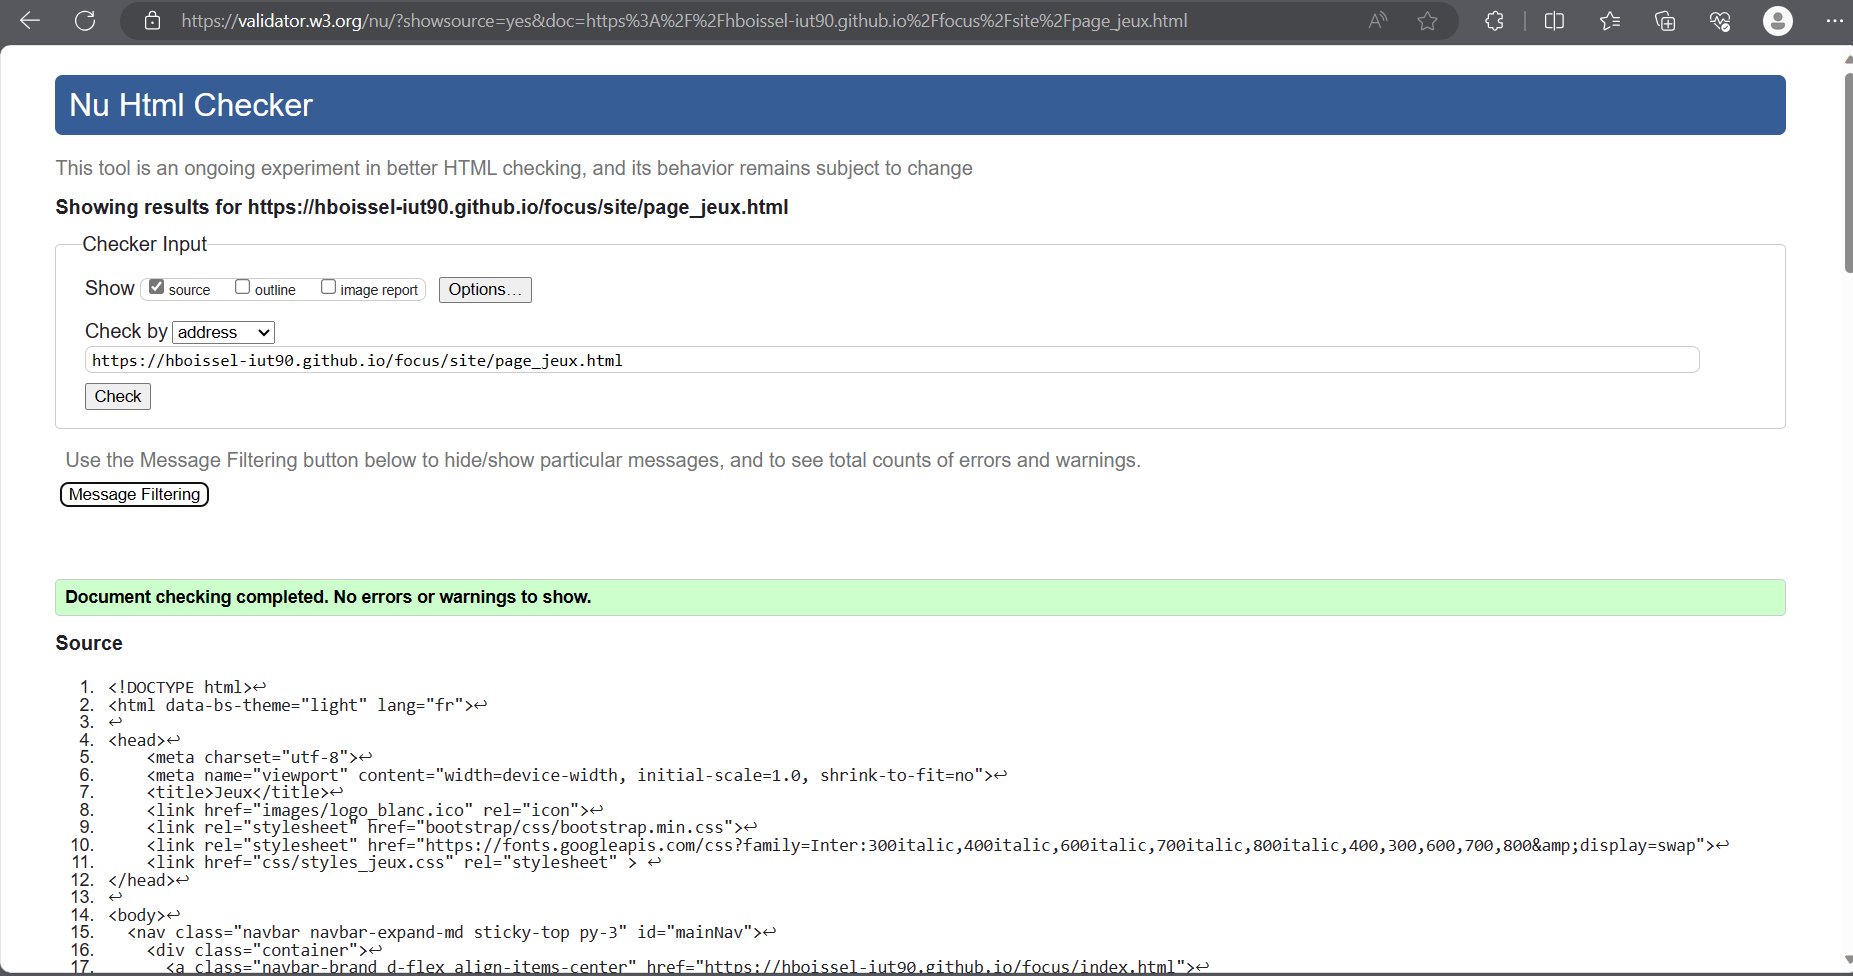 https://validator.w3.org/nu/?showsource=yes&doc=https%3A%2F%2Fhboissel-iut90.github.io%2Ffocus%2Fsite%2Fpage_jeux.html
Nu Html Checker
This tool is an ongoing experiment in better HTML checking, and its behavior remains subject to change
Showing results for https://hboissel-iut90.github.io/focus/site/page_jeux.html
Checker Input
Show source outline image report Options...
Check by address
https://hboissel-iut90.github.io/focus/site/page_jeux.html
Check
Use the Message Filtering button below to hide/show particular messages, and to see total counts of errors and warnings.
Message Filtering
Document checking completed. No errors or warnings to show.
Source
1. <!DOCTYPE html>↩
2. <html data-bs-theme="light" lang="fr">↩
3. ↩
4. <head>↩
5. <meta charset="utf-8">↩
6. <meta name="viewport" content="width=device-width, initial-scale=1.0, shrink-to-fit=no">↩
7. <title>Jeux</title>↩
8. <link href="images/logo_blanc.ico" rel="icon">↩
9. <link rel="stylesheet" href="bootstrap/css/bootstrap.min.css">↩
10. <link rel="stylesheet" href="https://fonts.googleapis.com/css?family=Inter:300italic,400italic,600italic,700italic,800italic,400,300,600,700,800&amp;display=swap">↩
11. <link href="css/styles_jeux.css" rel="stylesheet" > ↩
12. </head>↩
13. ↩
14. <body>↩
15. <nav class="navbar navbar-expand-md sticky-top py-3" id="mainNav">↩
16. <div class="container">↩
17. <a class="navbar-brand d-flex align-items-center" href="https://hboissel-iut90.github.io/focus/index.html">↩